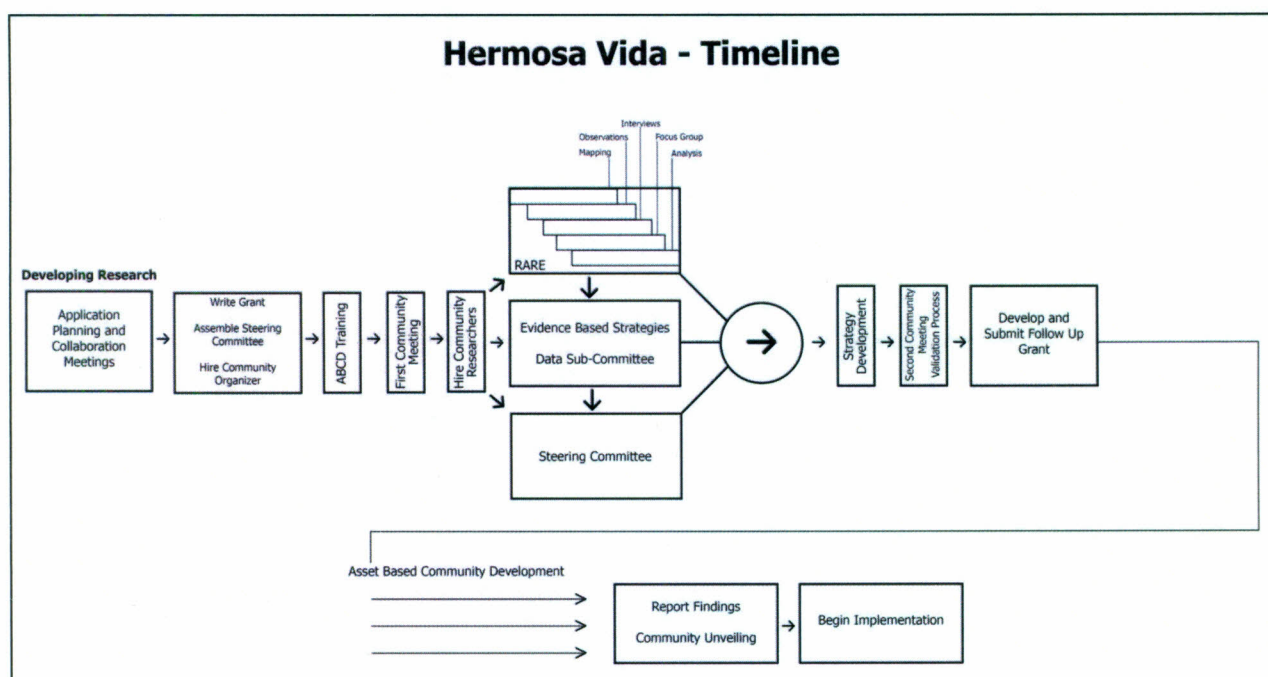 Hermosa Vida - Timeline
Interviews
Observations
Focus Group
Mapping
Analysis
RARE
Developing Research
Application
Planning and
Collaboration
Meetings
Write Grant
Assemble Steering
Committee
Hire Community
Organizer
ABCD Training
First Community
Meeting
Hire Community
Researchers
Evidence Based Strategies
Data Sub-Committee
Steering Committee
Strategy
Development
Second Community
Meeting
Validation Process
Develop and
Submit Follow Up
Grant
Asset Based Community Development
Report Findings
Community Unveiling
Begin Implementation